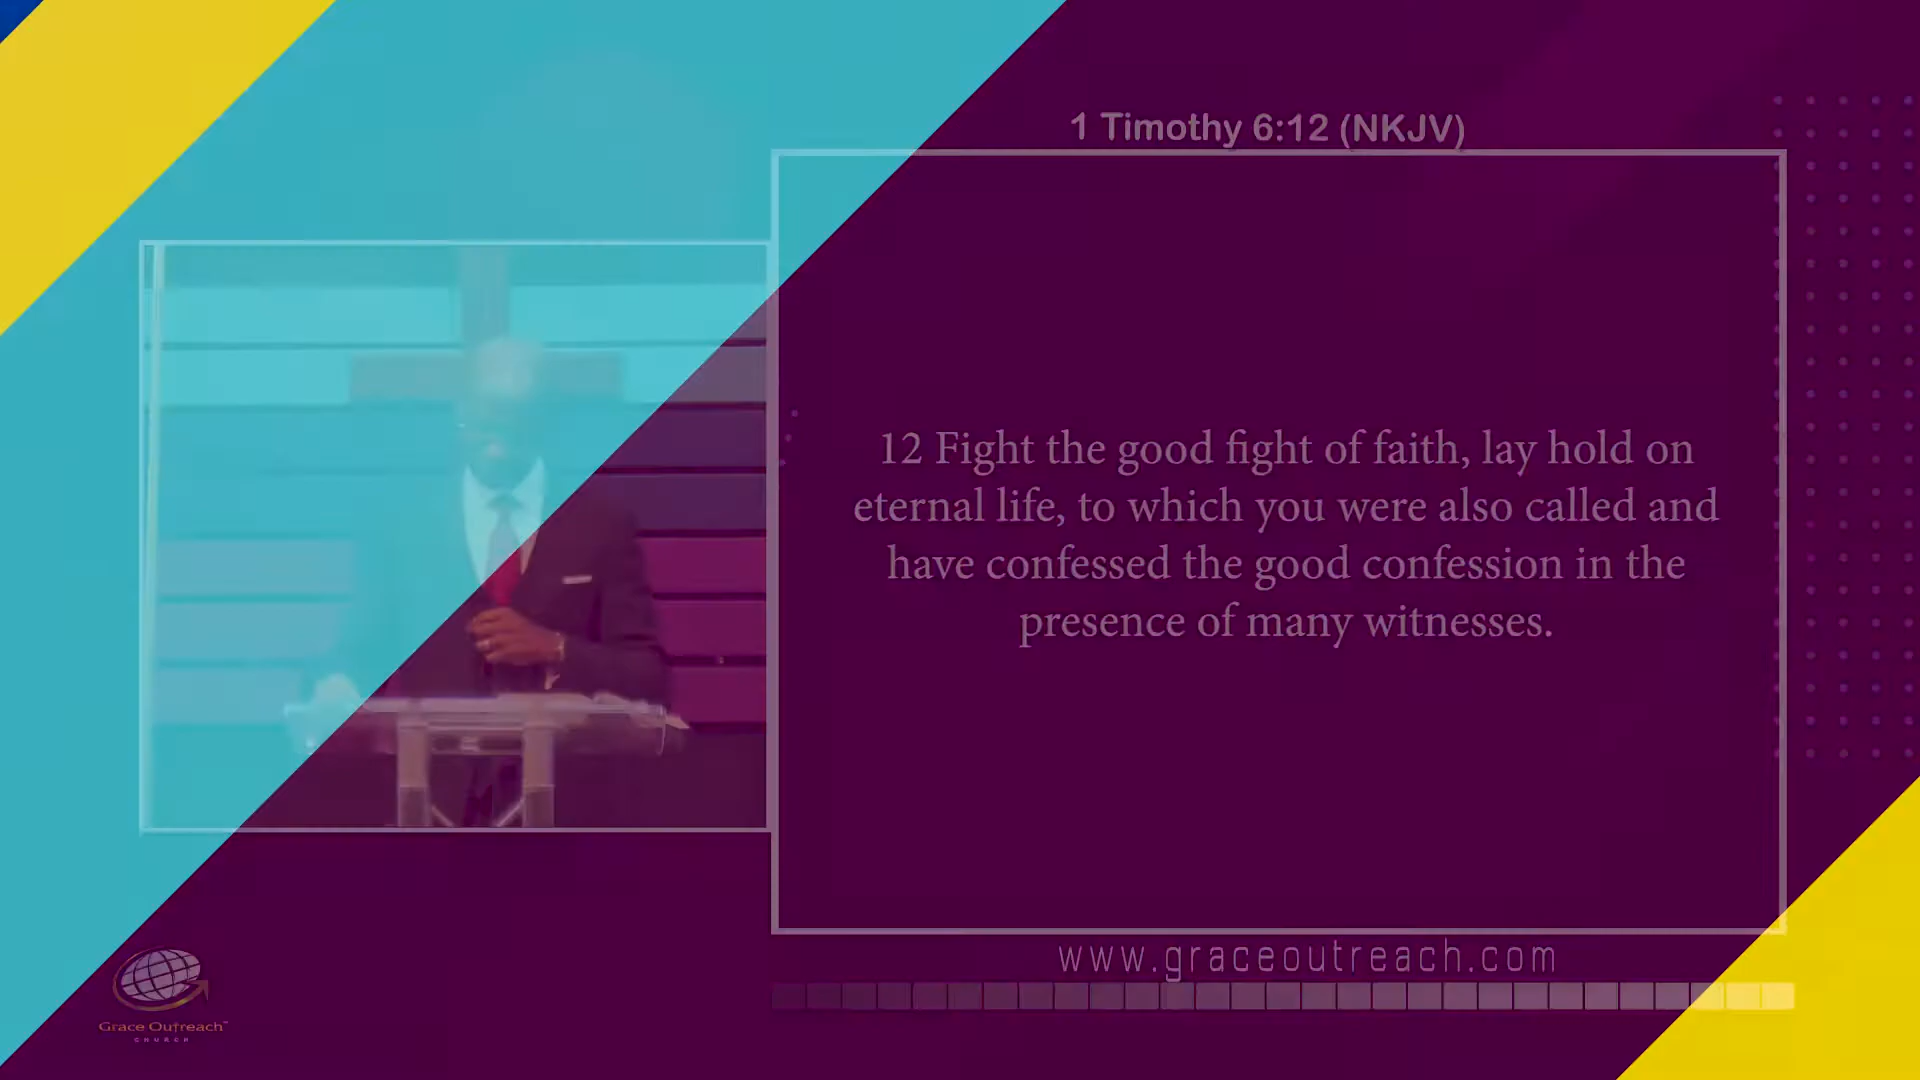 1 Timothy 6:12 (NKJV)
12 Fight the good fight of faith, lay hold on
eternal life, to which you were also called and
have confessed the good confession in the
presence of many witnesses.
www.graceoutreach.com
Grace Outreach™
CHURCH